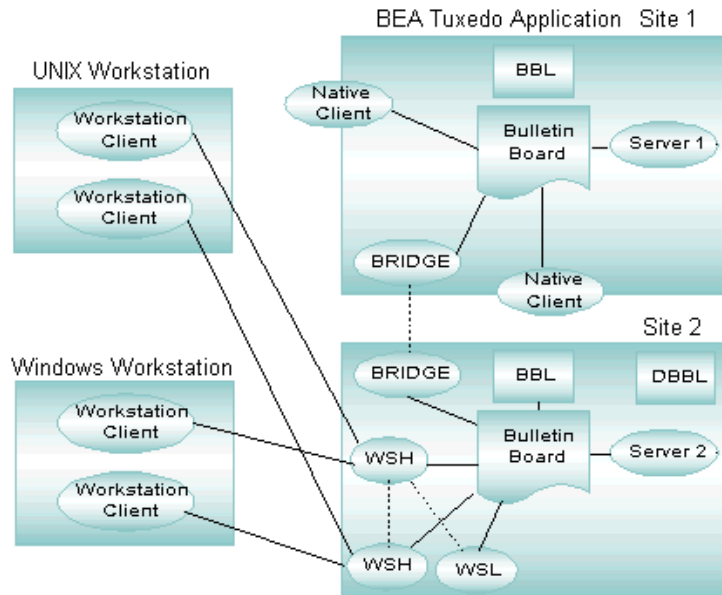 BEA Tuxedo Application Site 1
UNIX Workstation
Workstation
Client
Workstation
Client
Native
Client
BBL
Bulletin
Board
Server 1
BRIDGE
Native
Client
Site 2
Windows Workstation
Workstation
Client
Workstation
Client
BRIDGE
BBL
DBBL
Bulletin
Board
Server 2
WSH
WSH
WSL